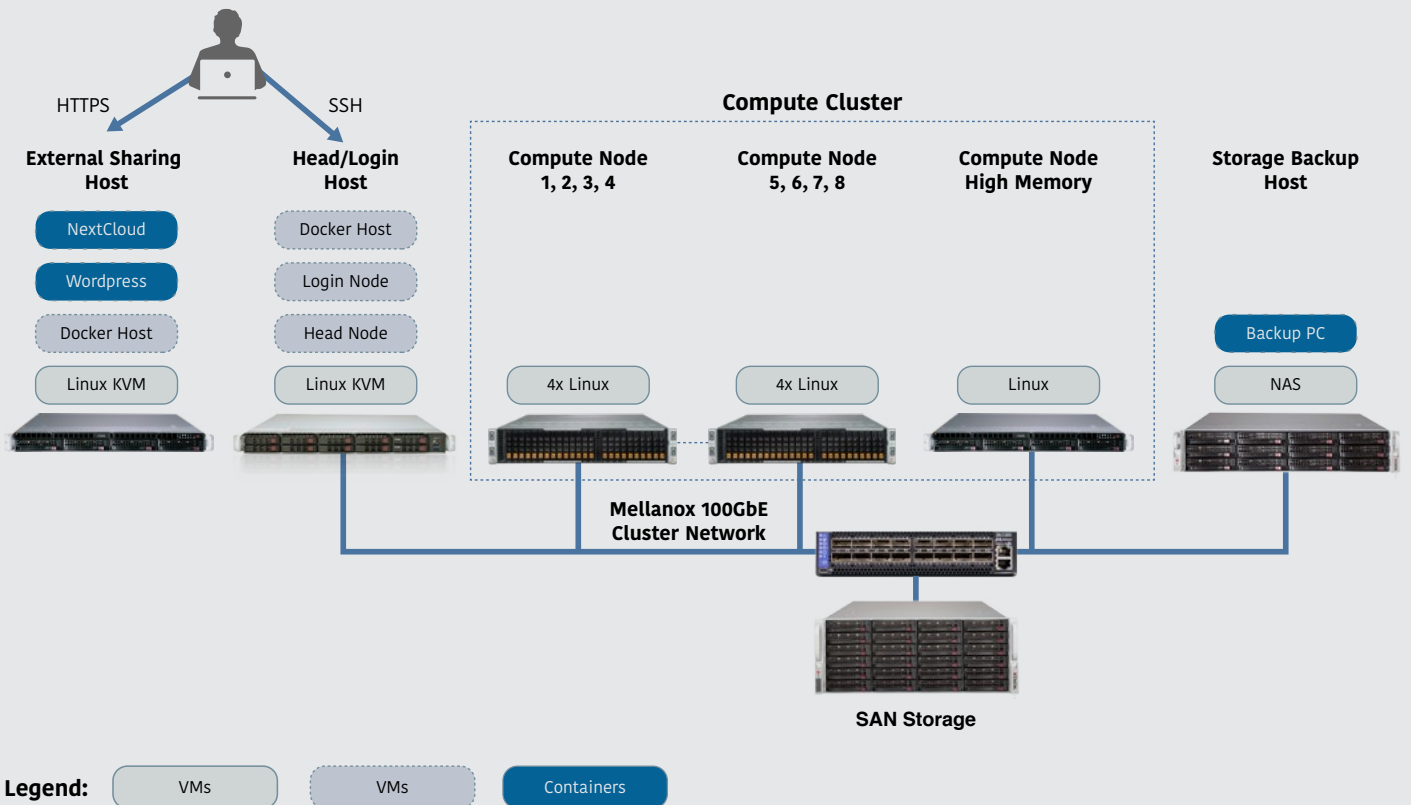 HTTPS
SSH
Compute Cluster
External Sharing
Host
Head/Login
Host
Compute Node
1, 2, 3, 4
Compute Node
5, 6, 7, 8
Compute Node
High Memory
Storage Backup
Host
NextCloud
Docker Host
Wordpress
Login Node
Docker Host
Head Node
Backup PC
Linux KVM
Linux KVM
4x Linux
4x Linux
Linux
NAS
Mellanox 100GbE
Cluster Network
SAN Storage
Legend:
VMs
VMs
Containers